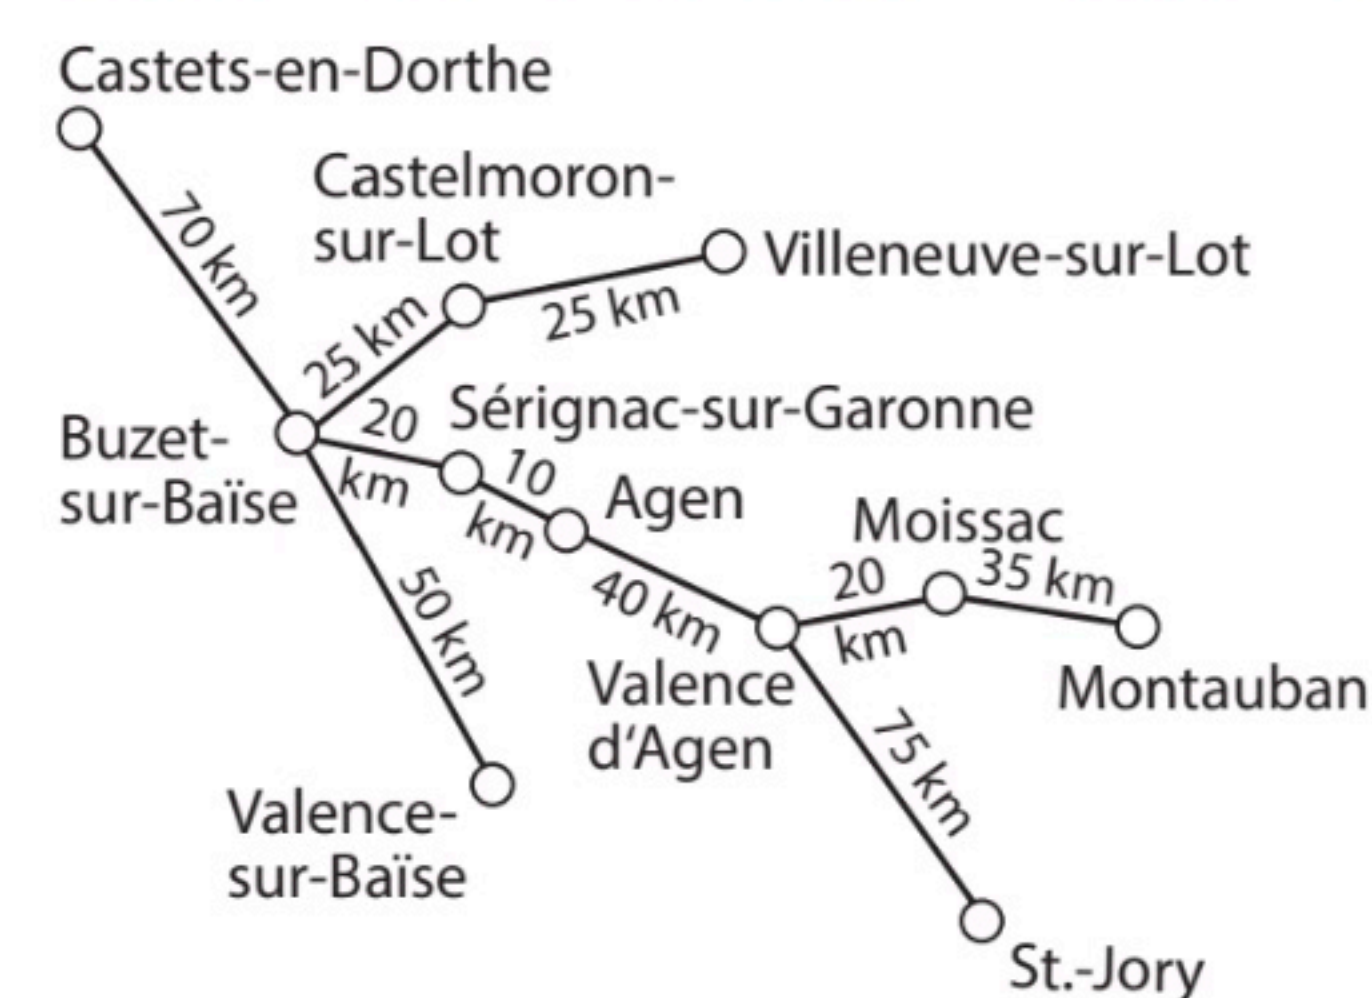 Castets-en-Dorthe
70 km
Castelmoron-
sur-Lot
Villeneuve-sur-Lot
25 km
25 km
Buzet-
sur-Baïse
20
km
Sérignac-sur-Garonne
10
km
Agen
40 km
Moissac
20
km
35 km
Montauban
50 km
Valence
d‘Agen
75 km
Valence-
sur-Baïse
St.-Jory